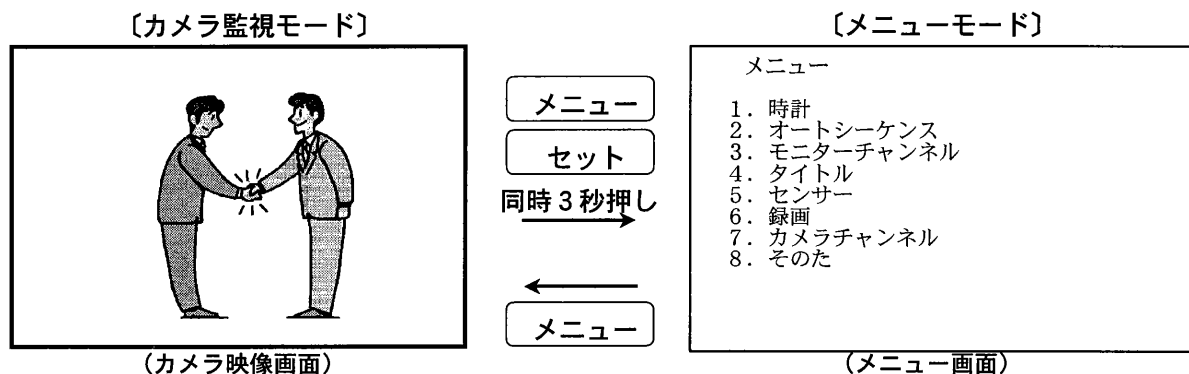 〔カメラ監視モード〕
〔メニューモード〕
メニュー
セット
同時3秒押し
メニュー
メニュー
1．時計
2．オートシーケンス
3．モニターチャンネル
4．タイトル
5．センサー
6．録画
7．カメラチャンネル
8．そのた
(カメラ映像画面)
(メニュー画面)